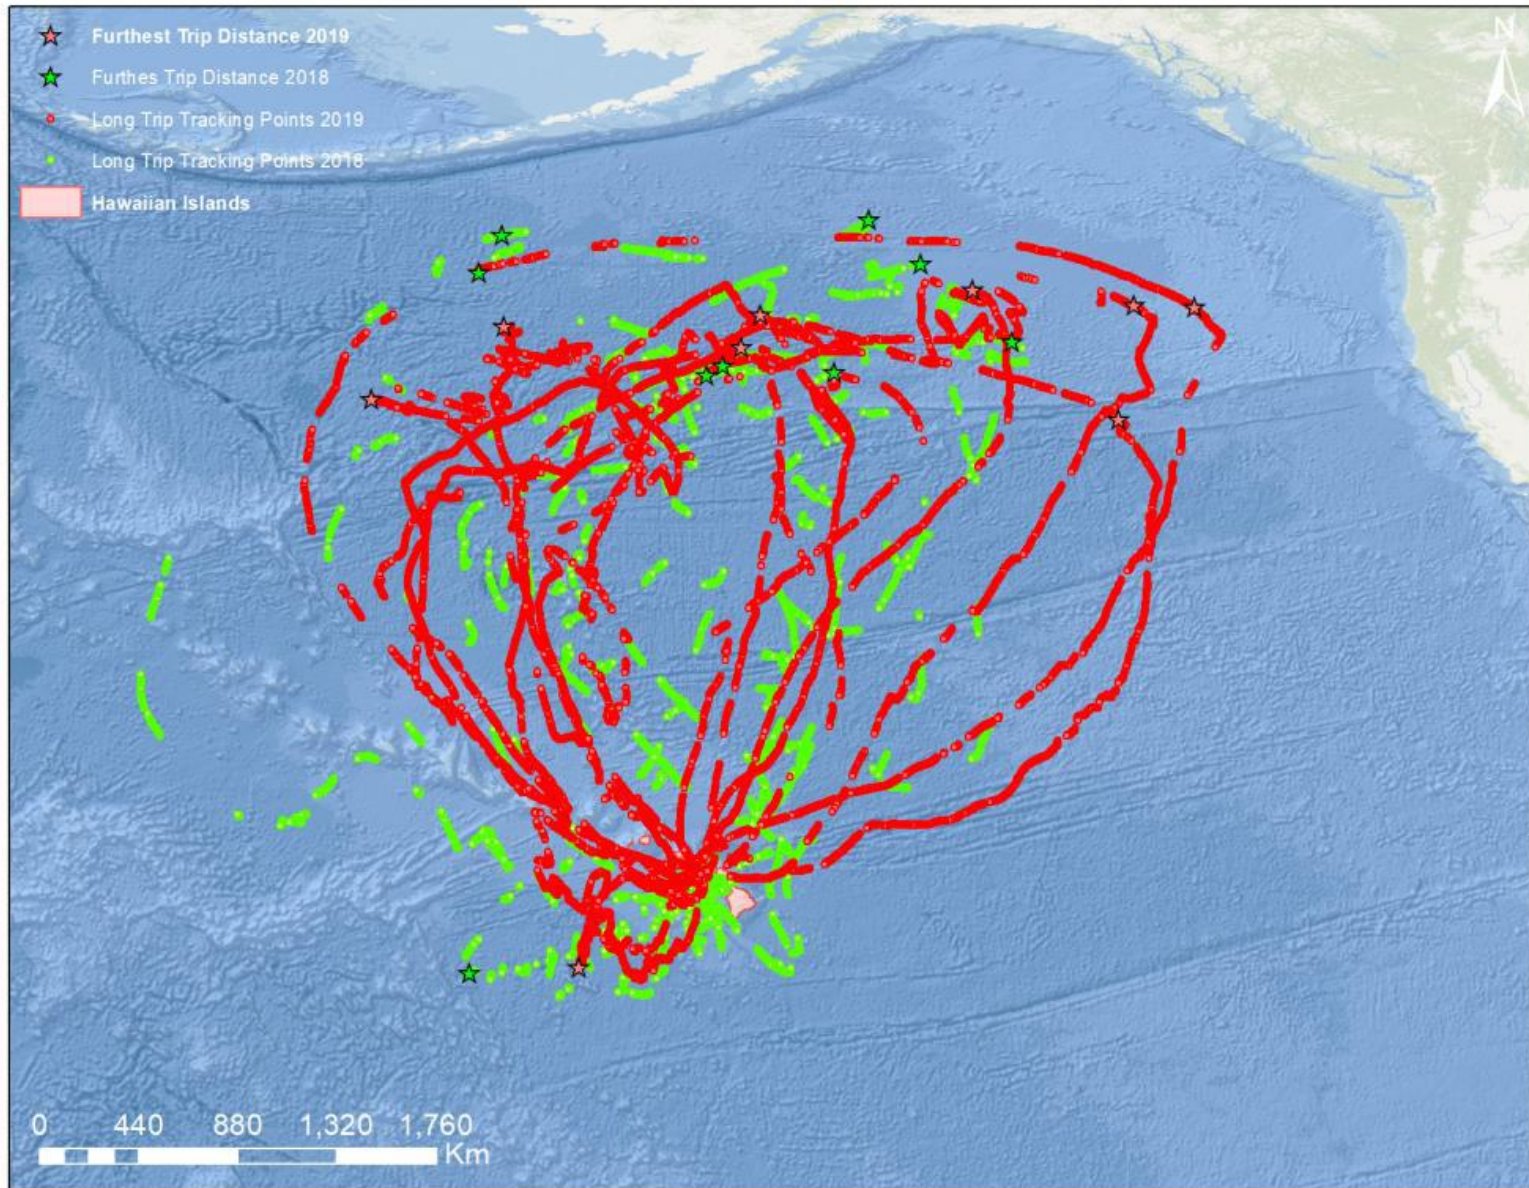 Furthest Trip Distance 2019
Furthes Trip Distance 2018
Long Trip Tracking Points 2019
Long Trip Tracking Points 2018
Hawaiian Islands
N
0 440 880 1,320 1,760
Km